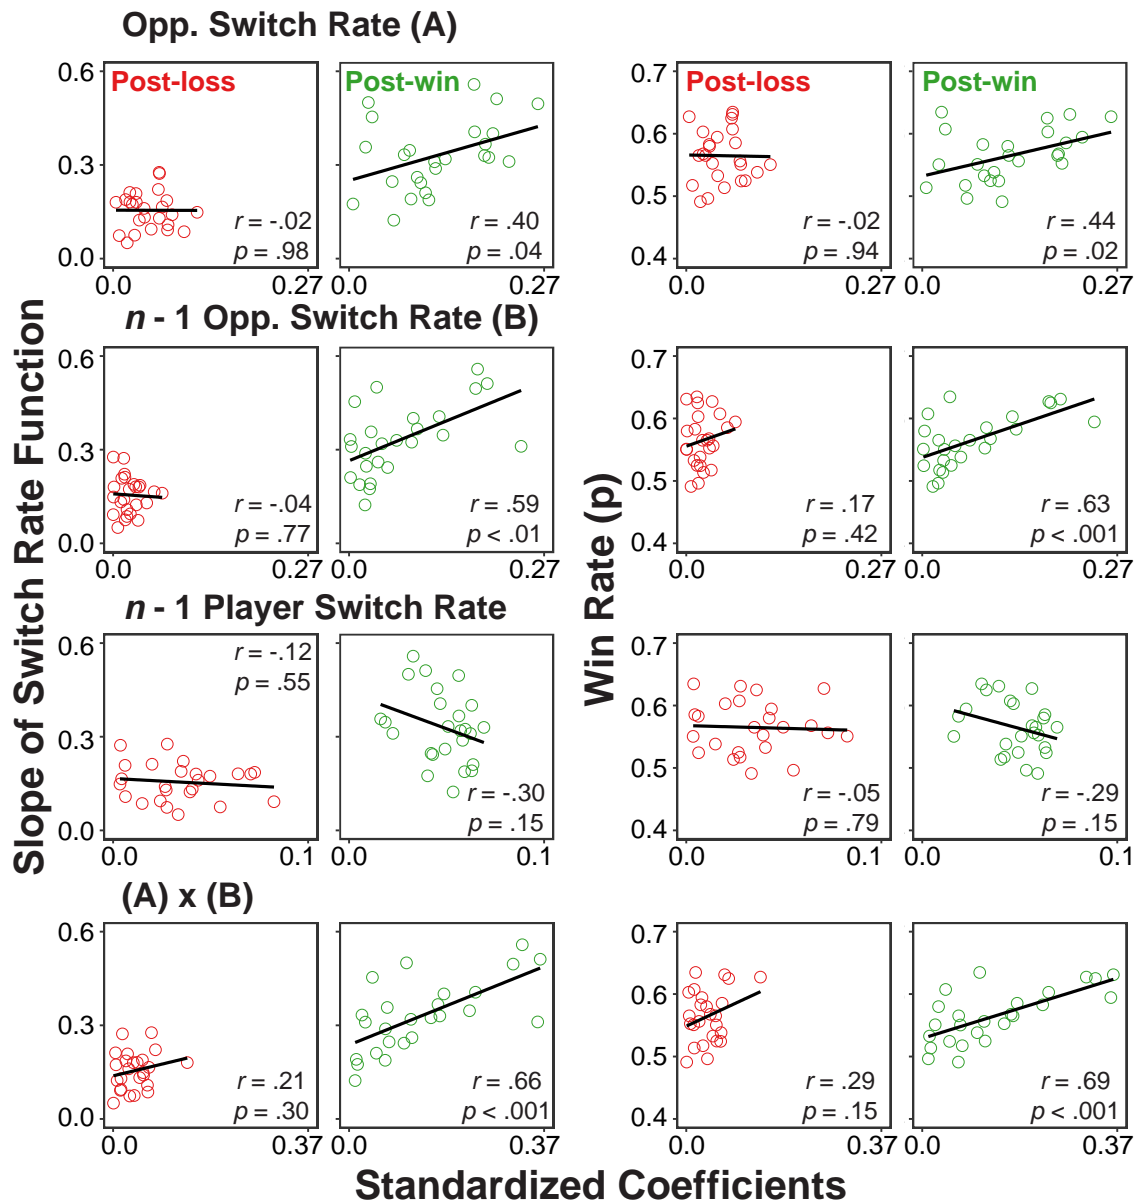 Opp. Switch Rate (A)
Post-loss
Post-win
Post-loss
Post-win
0.6
0.3
0.0
r = -.02
p = .98
r = .40
p = .04
0.7
0.6
0.5
0.4
r = -.02
p = .94
r = .44
p = .02
0.0
0.27
0.0
0.27
0.0
0.27
0.0
0.27
n - 1 Opp. Switch Rate (B)
0.6
0.3
0.0
r = -.04
p = .77
r = .59
p < .01
0.7
0.6
0.5
0.4
r = .17
p = .42
r = .63
p < .001
0.0
0.27
0.0
0.27
0.0
0.37
0.0
0.37
n - 1 Player Switch Rate
0.6
0.3
0.0
r = -.12
p = .55
r = -.30
p = .15
0.7
0.6
0.5
0.4
r = -.05
p = .79
r = -.29
p = .15
0.0
0.1
0.0
0.1
0.0
0.1
0.0
0.1
(A) x (B)
0.6
0.3
0.0
r = .21
p = .30
r = .66
p < .001
0.7
0.6
0.5
0.4
r = .29
p = .15
r = .69
p < .001
0.0
0.37
0.0
0.37
0.0
0.37
0.0
0.37
Slope of Switch Rate Function
Win Rate (p)
Standardized Coefficients